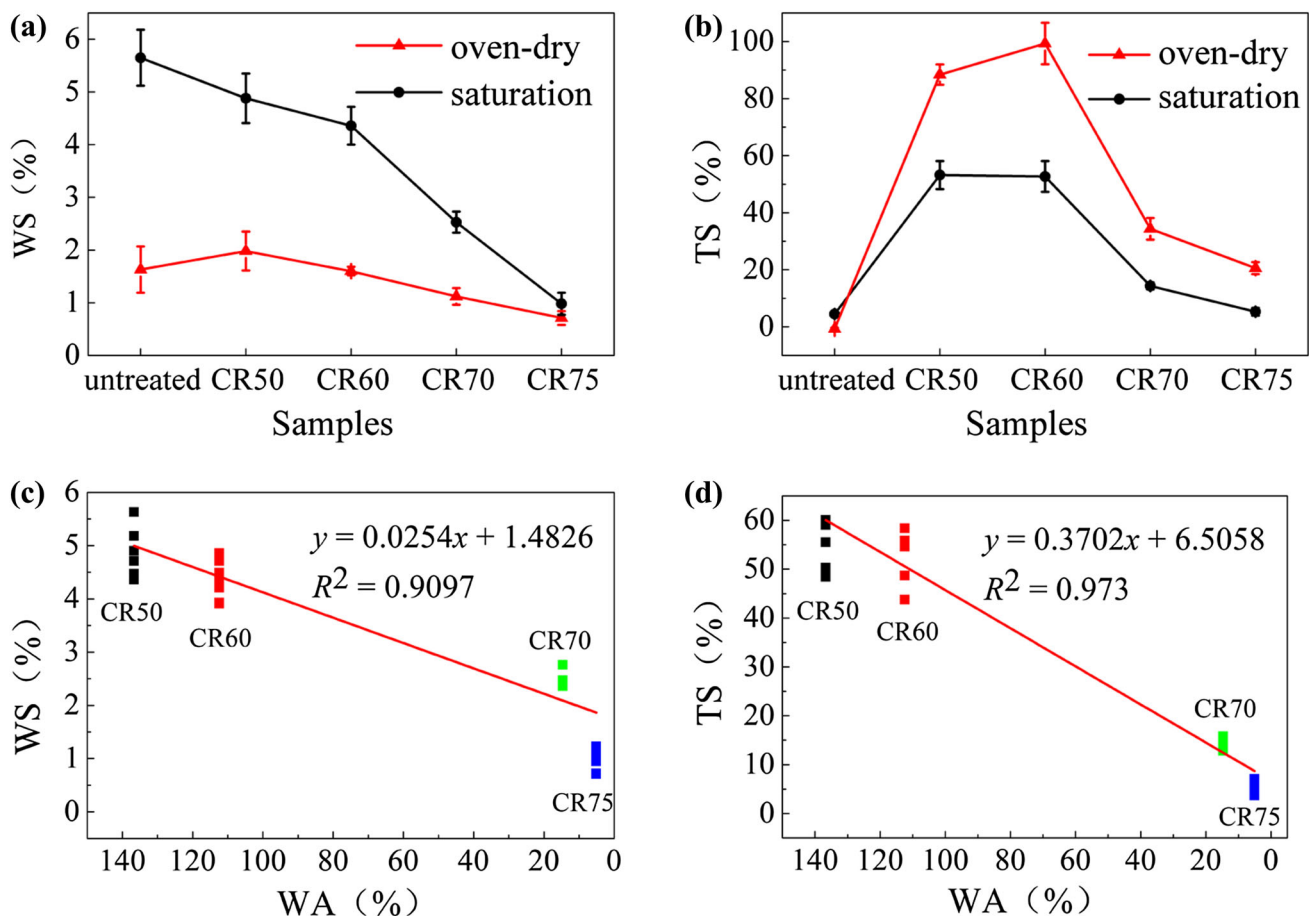 (a)
6
5
4
3
2
1
0
WS (%)
oven-dry
saturation
untreated CR50 CR60 CR70 CR75
Samples
(b)
100
80
60
40
20
0
TS (%)
oven-dry
saturation
untreated CR50 CR60 CR70 CR75
Samples
(c)
6
5
4
3
2
1
0
WS (%)
y = 0.0254x + 1.4826
R² = 0.9097
CR50
CR60
CR70
CR75
140 120 100 80 60 40 20 0
WA (%)
(d)
60
50
40
30
20
10
0
TS (%)
y = 0.3702x + 6.5058
R² = 0.973
CR50
CR60
CR70
CR75
140 120 100 80 60 40 20 0
WA (%)